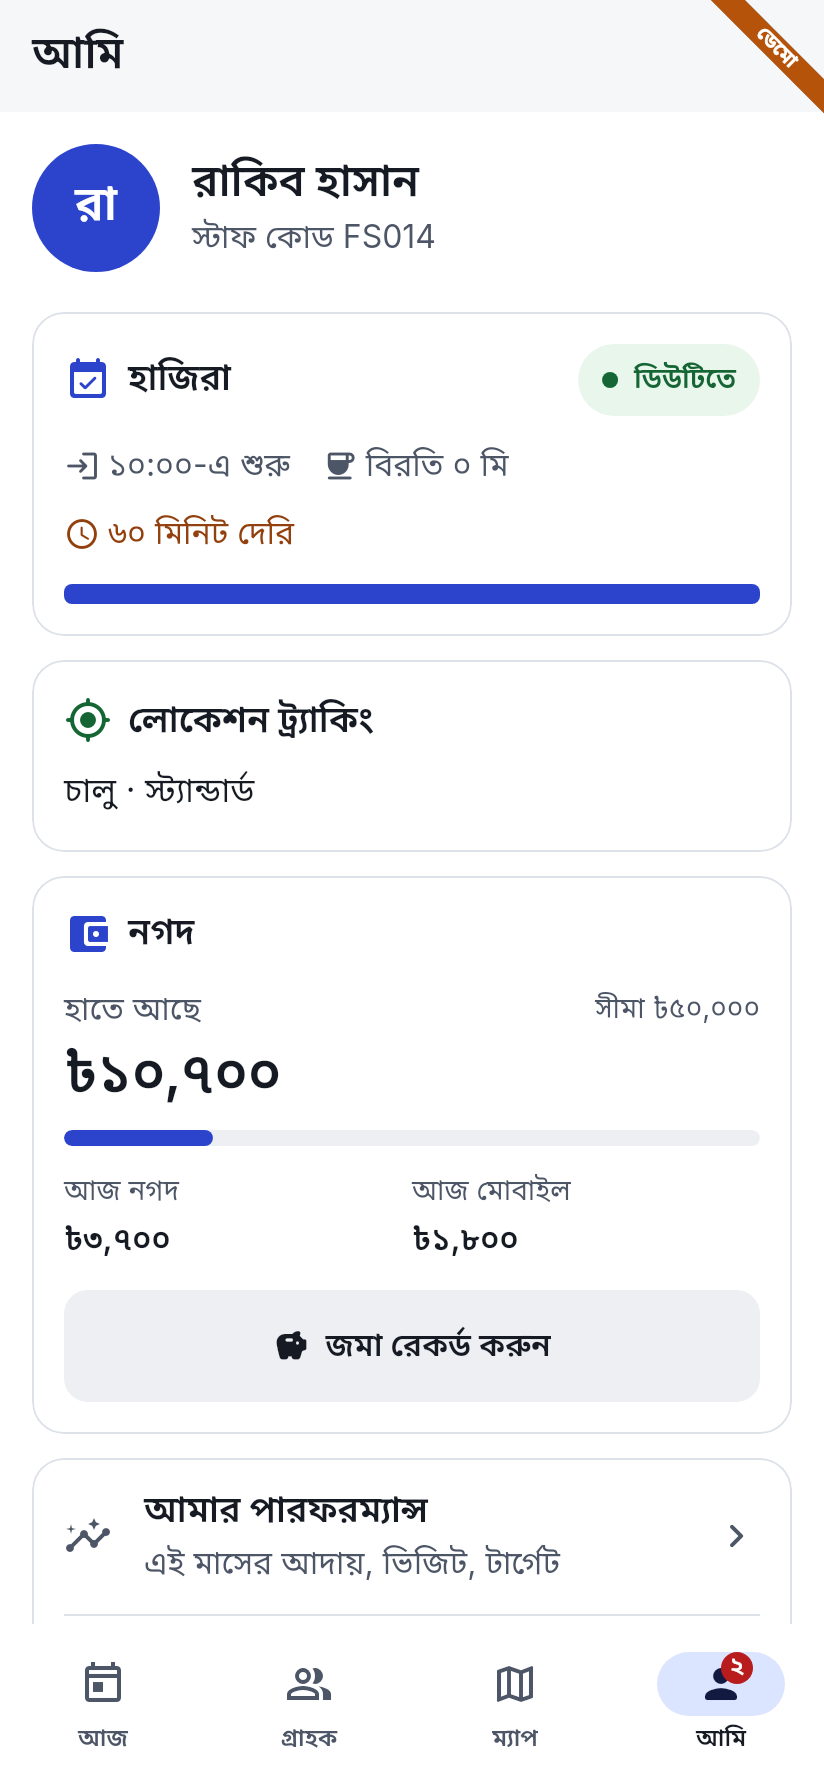 আমি
ডেমো
রা
রাকিব হাসান
স্টাফ কোড FS014
হাজিরা
ডিউটিতে
১০:০০-এ শুরু
বিরতি ০ মি
৬০ মিনিট দেরি
লোকেশন ট্র্যাকিং
চালু · স্ট্যান্ডার্ড
নগদ
হাতে আছে
সীমা ৳৫০,০০০
৳১০,৭০০
আজ নগদ
আজ মোবাইল
৳৩,৭০০
৳১,৮০০
জমা রেকর্ড করুন
আমার পারফরম্যান্স
এই মাসের আদায়, ভিজিট, টার্গেট
২
আজ
গ্রাহক
ম্যাপ
আমি